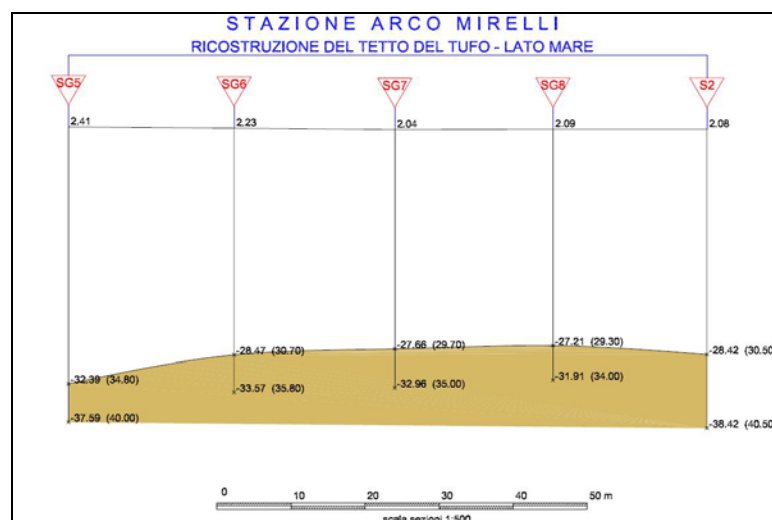 STAZIONE ARCO MIRELLI
RICOSTRUZIONE DEL TETTO DEL TUFO - LATO MARE
SG5 SG6 SG7 SG8 S2
2.41 2.23 2.04 2.09 2.08
-32.39 (34.80) -28.47 (30.70) -27.66 (29.70) -27.21 (29.30) -28.42 (30.50
-37.59 (40.00) -33.57 (35.80) -32.96 (35.00) -31.91 (34.00) -38.42 (40.50
0 10 20 30 40 50 m
scala sezioni 1:500